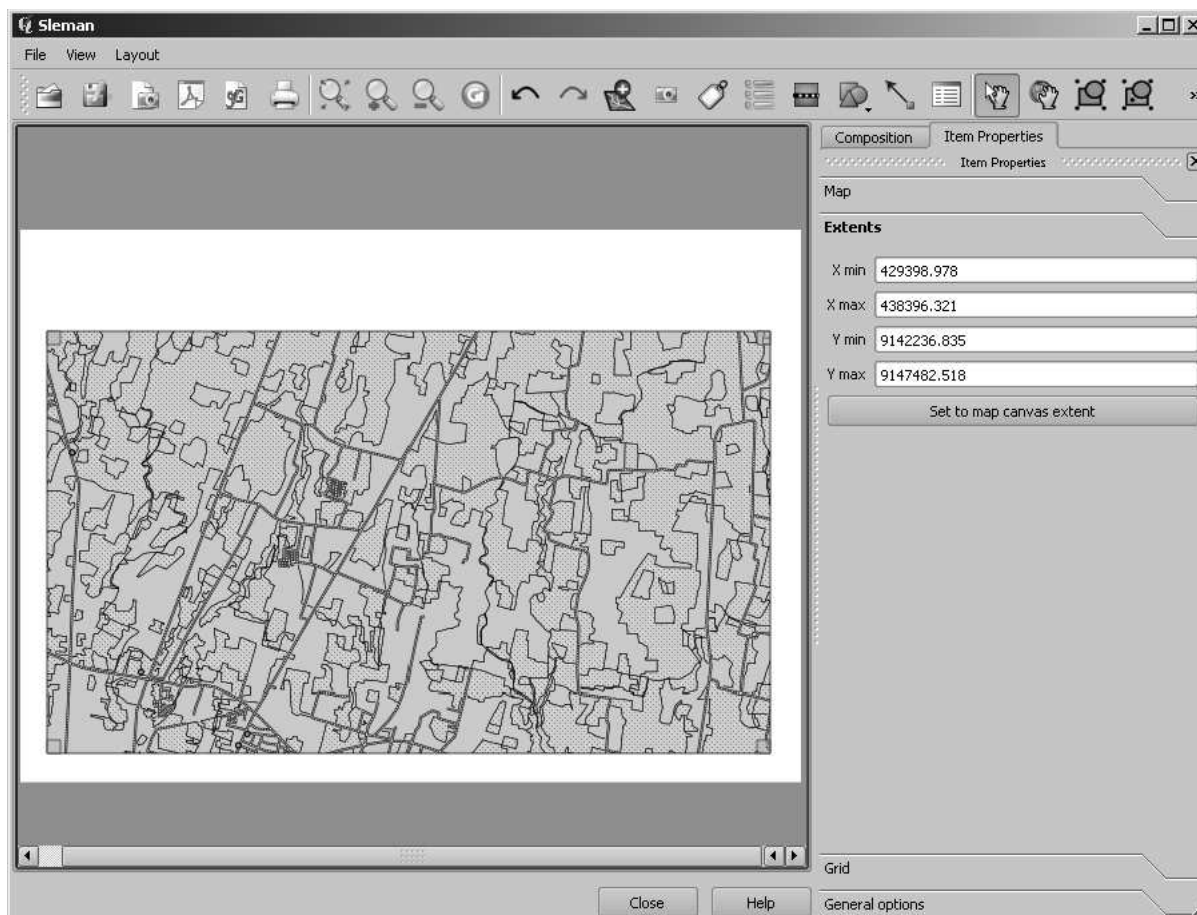 Sleman
File View Layout
Composition Item Properties
Item Properties
Map
Extents
X min 429398.978
X max 438396.321
Y min 9142236.835
Y max 9147482.518
Set to map canvas extent
Grid
General options
Close Help